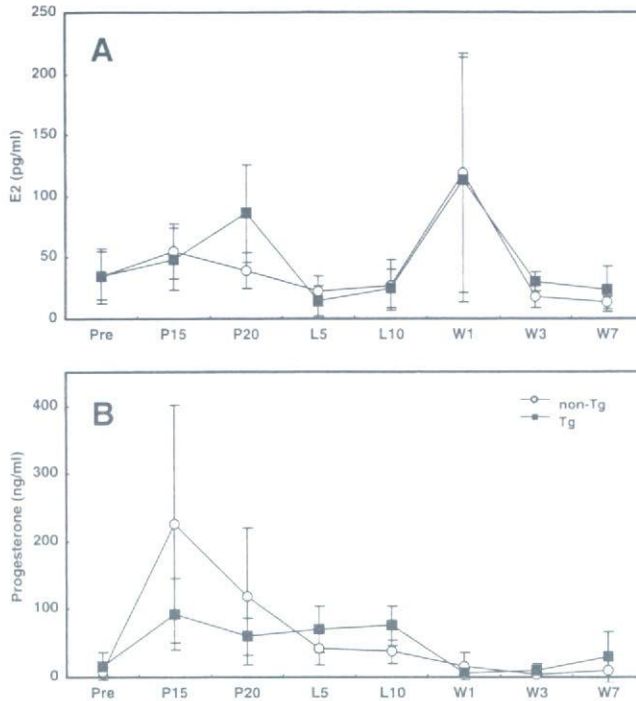 250
A
200
150
E2 (pg/ml)
100
50
0
Pre P15 P20 L5 L10 W1 W3 W7
B
400
non-Tg
Tg
300
Progesterone (ng/ml)
200
100
0
Pre P15 P20 L5 L10 W1 W3 W7